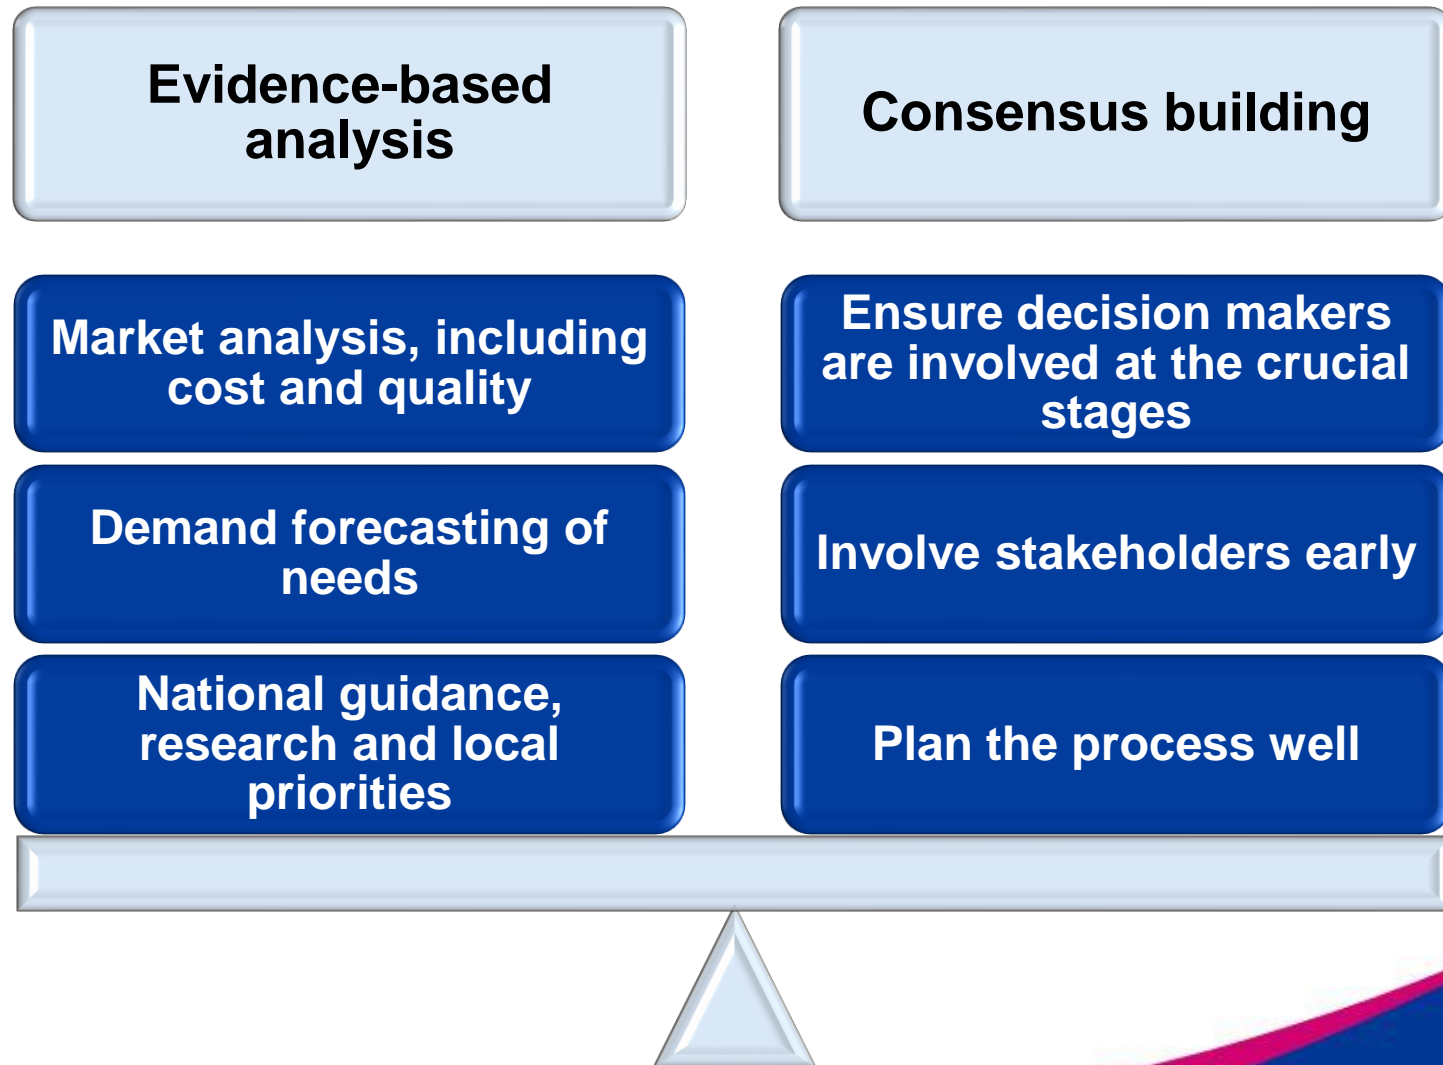 Evidence-based
analysis
Consensus building
Market analysis, including
cost and quality
Demand forecasting of
needs
National guidance,
research and local
priorities
Ensure decision makers
are involved at the crucial
stages
Involve stakeholders early
Plan the process well